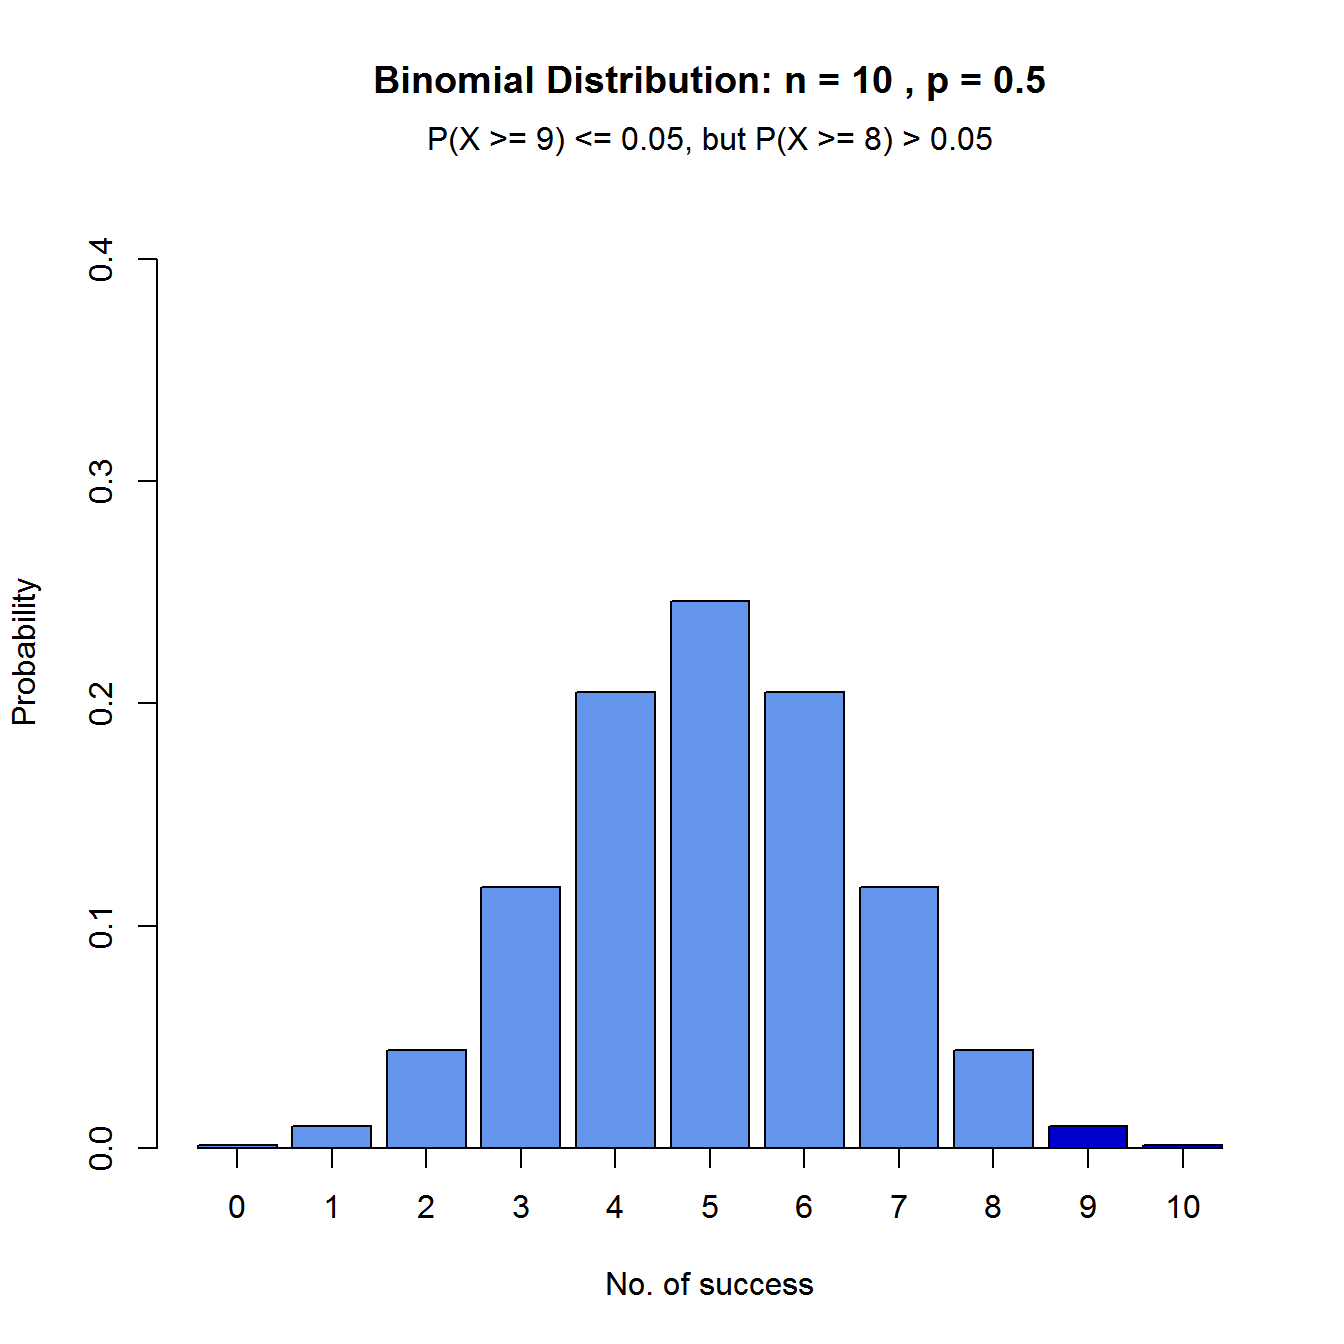 Binomial Distribution: n = 10 , p = 0.5
P(X >= 9) <= 0.05, but P(X >= 8) > 0.05
0.4
0.3
0.2
0.1
0.0
Probability
0 1 2 3 4 5 6 7 8 9 10
No. of success